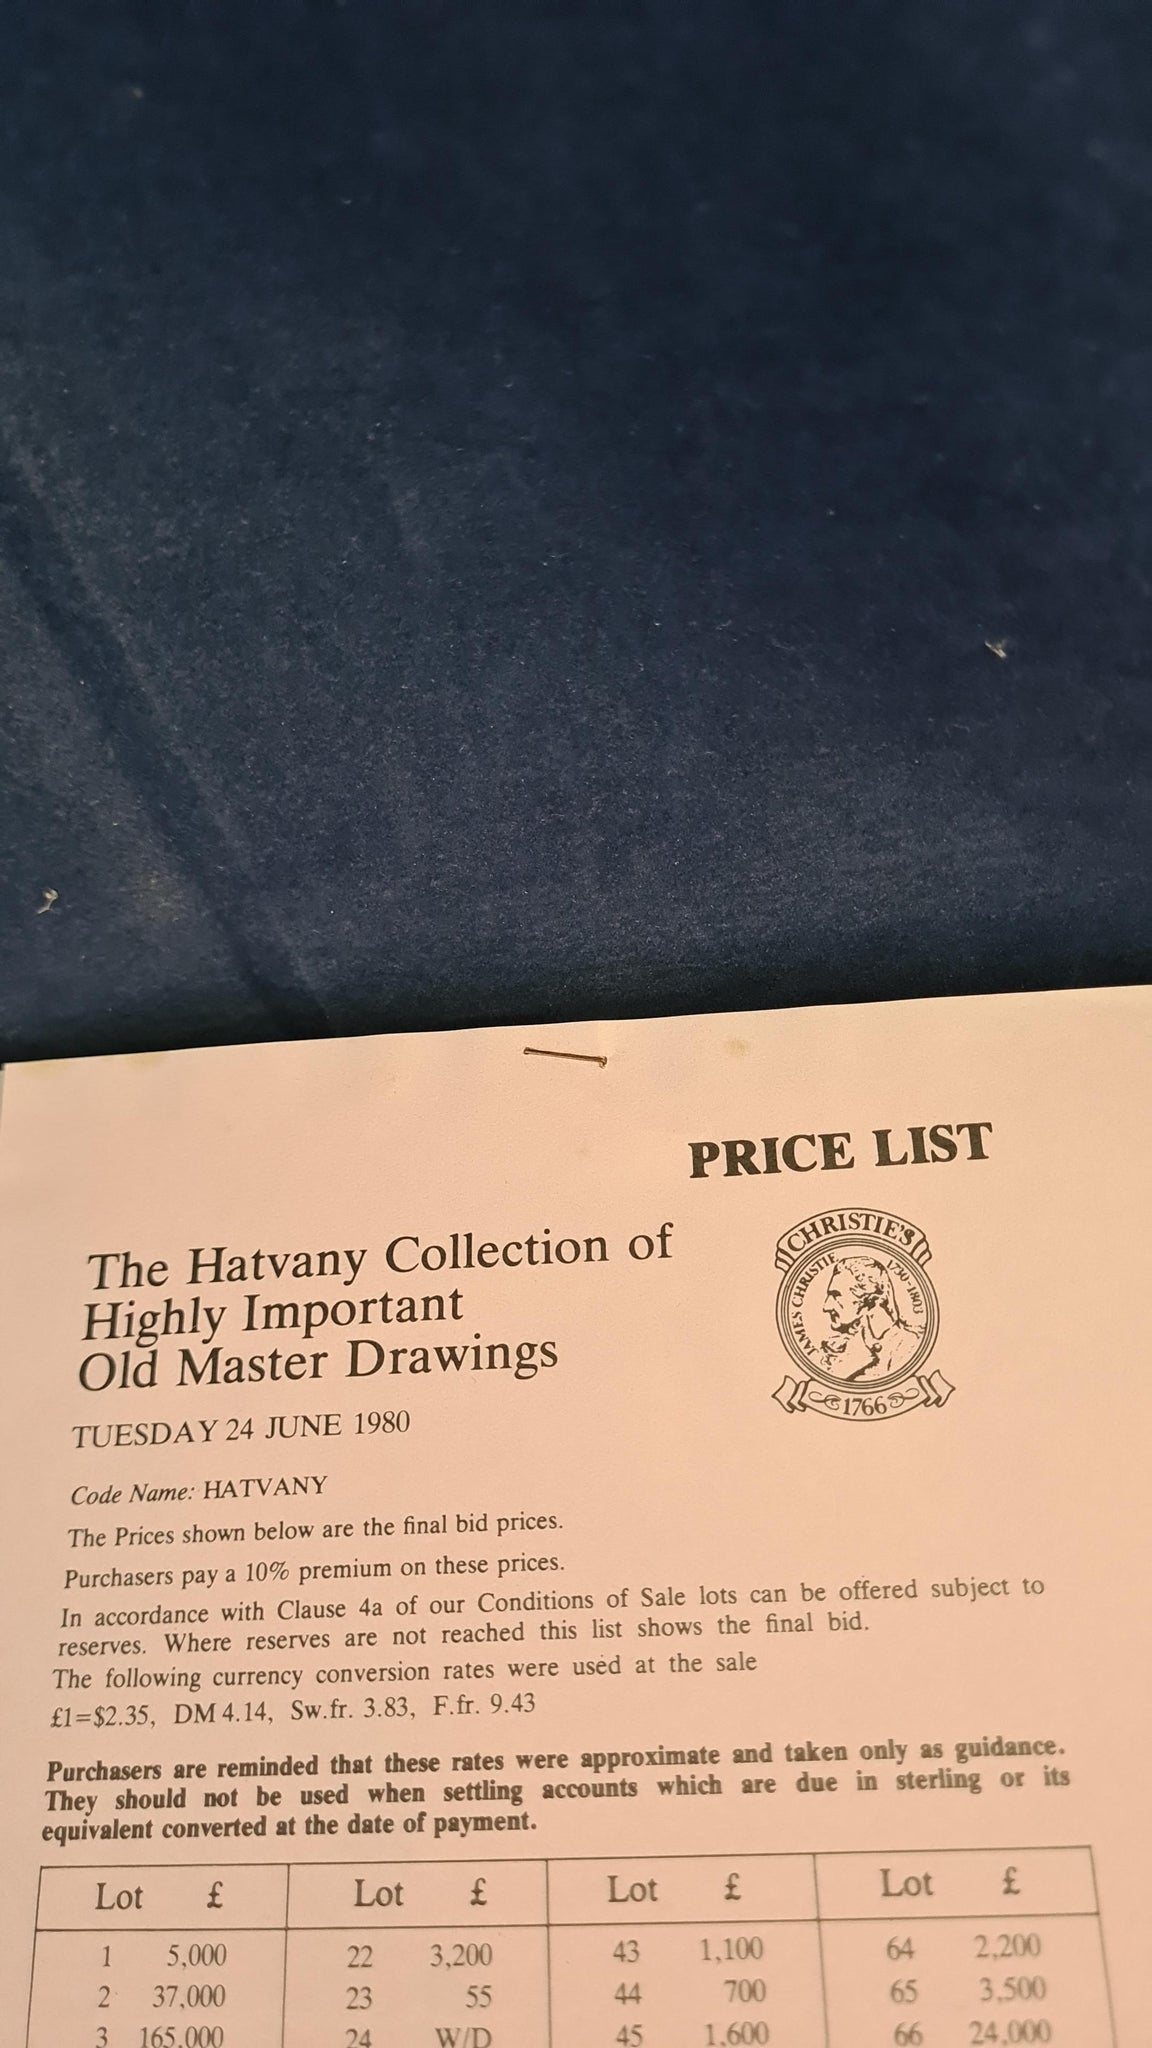 PRICE LIST
The Hatvany Collection of
Highly Important
Old Master Drawings
CHRISTIE'S
JAMES CHRISTIE 1730-1803
1766
TUESDAY 24 JUNE 1980
Code Name: HATVANY
The Prices shown below are the final bid prices.
Purchasers pay a 10% premium on these prices.
In accordance with Clause 4a of our Conditions of Sale lots can be offered subject to
reserves. Where reserves are not reached this list shows the final bid.
The following currency conversion rates were used at the sale
£1=$2.35, DM 4.14, Sw.fr. 3.83, F.fr. 9.43
Purchasers are reminded that these rates were approximate and taken only as guidance.
They should not be used when settling accounts which are due in sterling or its
equivalent converted at the date of payment.
Lot £ Lot £ Lot £ Lot £
1 5,000 22 3,200 43 1,100 64 2,200
2 37,000 23 55 44 700 65 3,500
3 165,000 24 W/D 45 1,600 66 24,000